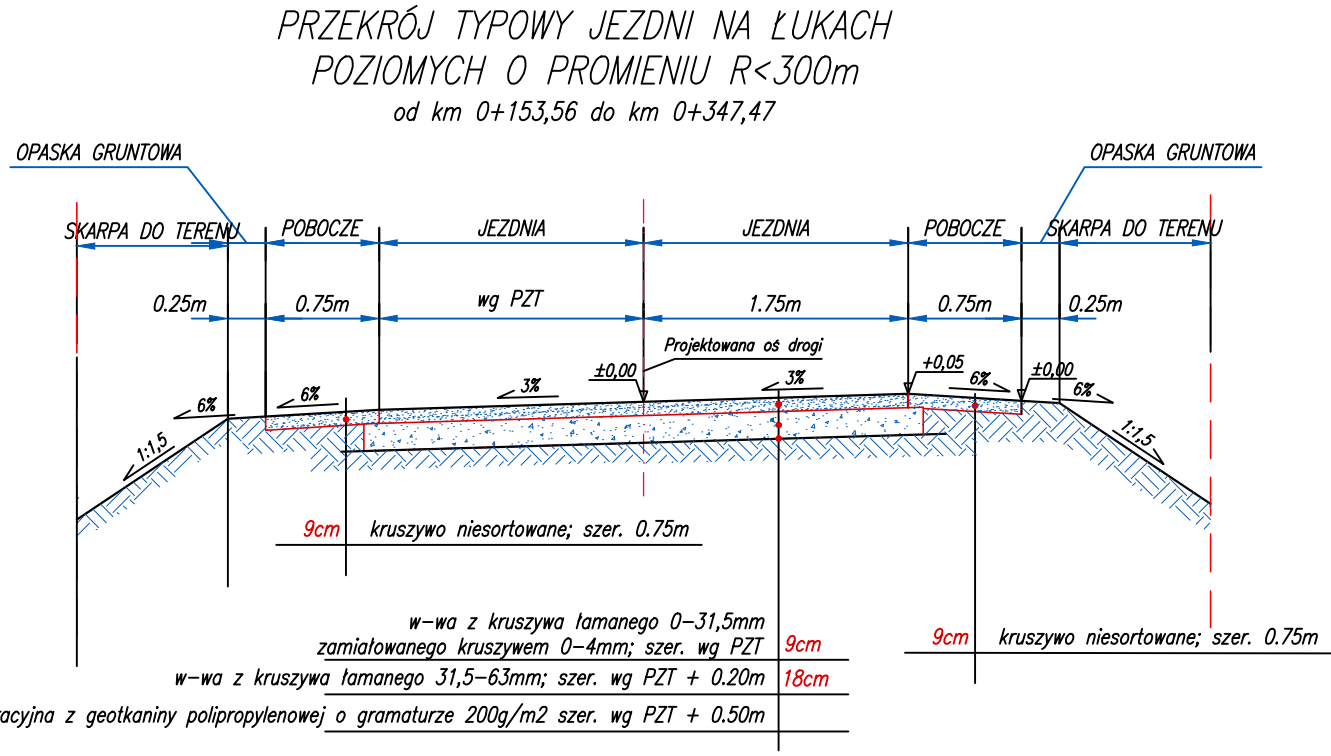 PRZEKRÓJ TYPOWY JEZDNI NA ŁUKACH
POZIOMYCH O PROMIENIU R<300m
od km 0+153,56 do km 0+347,47
OPASKA GRUNTOWA
OPASKA GRUNTOWA
SKARPA DO TERENU
POBOCZE
JEZDNIA
JEZDNIA
POBOCZE
SKARPA DO TERENU
0.25m
0.75m
wg PZT
1.75m
0.75m
0.25m
Projektowana oś drogi
±0,00
+0,05
±0,00
6%
6%
3%
3%
6%
6%
1:1,5
1:1,5
9cm kruszywo niesortowane; szer. 0.75m
w-wa z kruszywa łamanego 0-31,5mm
zamiałowanego kruszywem 0-4mm; szer. wg PZT 9cm
9cm kruszywo niesortowane; szer. 0.75m
w-wa z kruszywa łamanego 31,5-63mm; szer. wg PZT + 0.20m 18cm
racyjna z geotkaniny polipropylenowej o gramaturze 200g/m2 szer. wg PZT + 0.50m